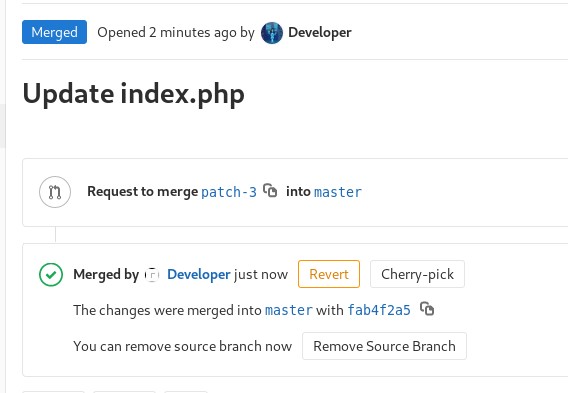 Merged Opened 2 minutes ago by Developer
Update index.php
Request to merge patch-3 into master
Merged by Developer just now Revert Cherry-pick
The changes were merged into master with fab4f2a5
You can remove source branch now Remove Source Branch